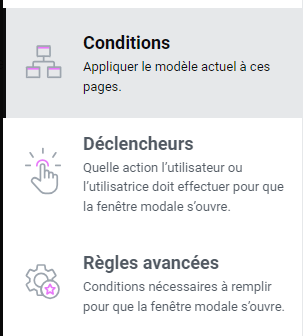 Conditions
Appliquer le modèle actuel à ces
pages.
Déclencheurs
Quelle action l’utilisateur ou
l’utilisatrice doit effectuer pour que
la fenêtre modale s’ouvre.
Règles avancées
Conditions nécessaires à remplir
pour que la fenêtre modale s’ouvre.